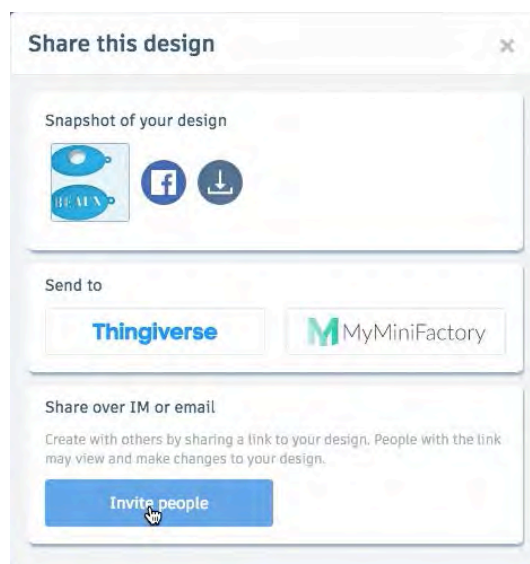 Share this design
Snapshot of your design
BEAUX
Send to
Thingiverse
MyMiniFactory
Share over IM or email
Create with others by sharing a link to your design. People with the link
may view and make changes to your design.
Invite people